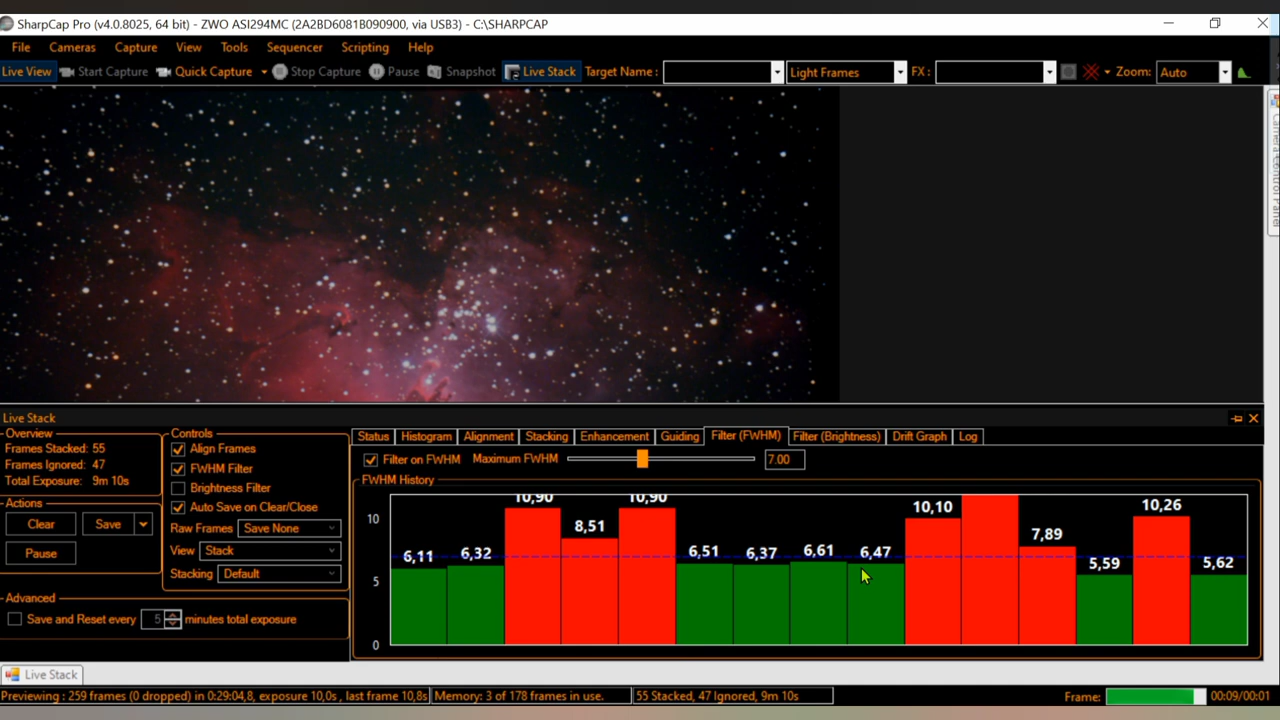 SharpCap Pro (v4.0.8025, 64 bit) - ZWO ASI294MC (2A2BD6081B090900, via USB3) - C:\SHARPCAP
File Cameras Capture View Tools Sequencer Scripting Help
Live View Start Capture Quick Capture Stop Capture Pause Snapshot Live Stack Target Name : Light Frames FX : Zoom: Auto
Camera Control Panel
Live Stack
Overview
Frames Stacked: 55
Frames Ignored: 47
Total Exposure: 9m 10s
Actions
Clear Save
Pause
Controls
Align Frames
FWHM Filter
Brightness Filter
Auto Save on Clear/Close
Raw Frames Save None
View Stack
Stacking Default
Advanced
Save and Reset every 5 minutes total exposure
Status Histogram Alignment Stacking Enhancement Guiding Filter (FWHM) Filter (Brightness) Drift Graph Log
Filter on FWHM Maximum FWHM 7.00
FWHM History
10
5
0
6,11 6,32 10,90 8,51 10,90 6,51 6,37 6,61 6,47 10,10 7,89 5,59 10,26 5,62
Live Stack
Previewing : 259 frames (0 dropped) in 0:29:04,8, exposure 10,0s , last frame 10,8s Memory: 3 of 178 frames in use. 55 Stacked, 47 Ignored, 9m 10s Frame: 00:09/00:01